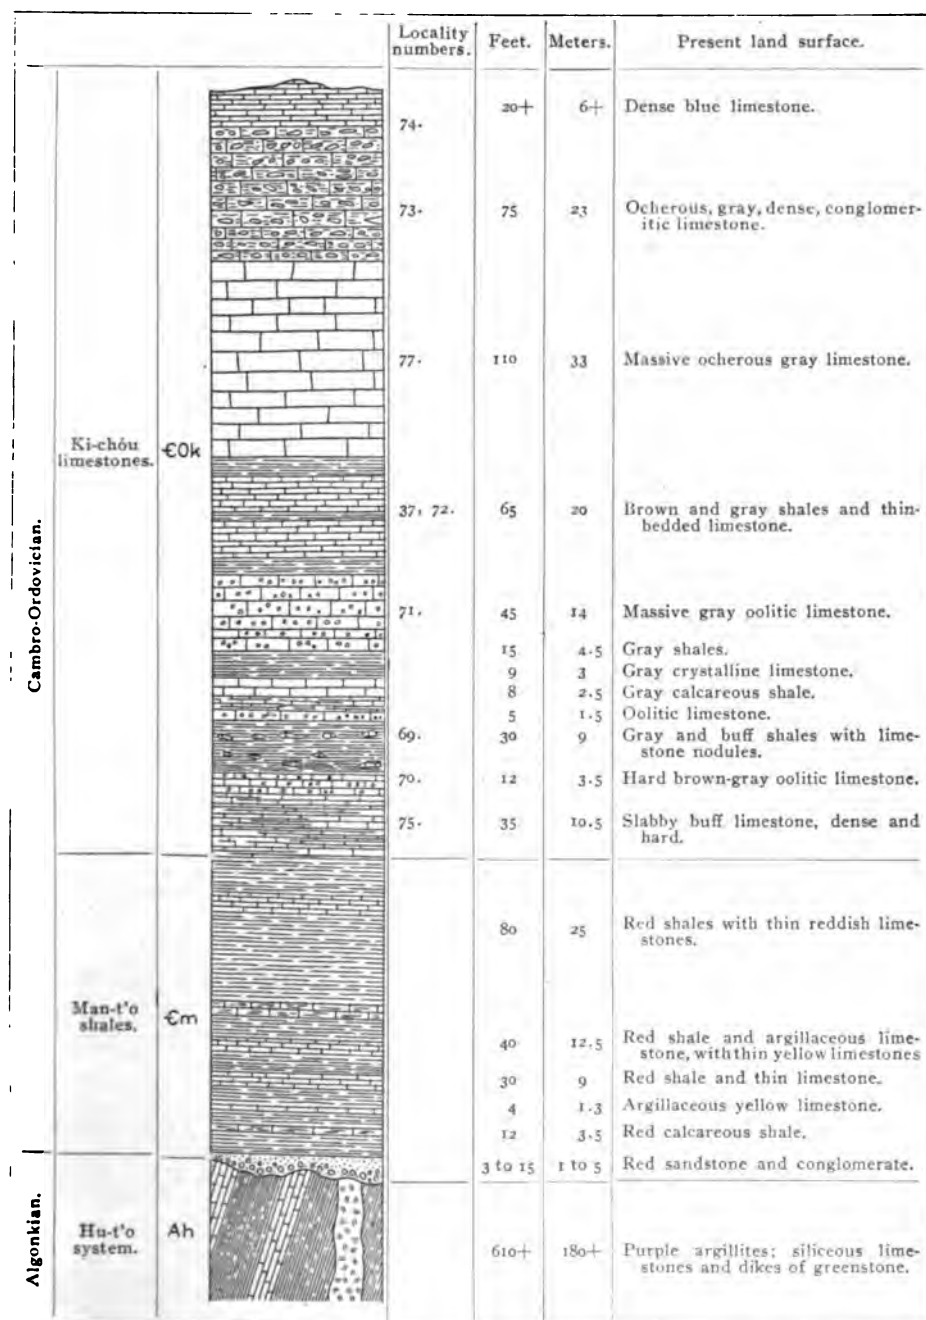 Locality numbers. Feet. Meters. Present land surface.
20+ 6+ Dense blue limestone.
74.
73. 75 23 Ocherous, gray, dense, conglomer-
itic limestone.
77. 110 33 Massive ocherous gray limestone.
Cambro-Ordovician.
Ki-chóu
limestones.
€Ok
37, 72. 65 20 Brown and gray shales and thin-
bedded limestone.
71. 45 14 Massive gray oolitic limestone.
15 4.5 Gray shales.
9 3 Gray crystalline limestone.
8 2.5 Gray calcareous shale.
5 1.5 Oolitic limestone.
69. 30 9 Gray and buff shales with lime-
stone nodules.
70. 12 3.5 Hard brown-gray oolitic limestone.
75. 35 10.5 Slabby buff limestone, dense and
hard.
80 25 Red shales with thin reddish lime-
stones.
Man-t'o
shales.
€m
40 12.5 Red shale and argillaceous lime-
stone, with thin yellow limestones
30 9 Red shale and thin limestone.
4 1.3 Argillaceous yellow limestone.
12 3.5 Red calcareous shale.
3 to 15 1 to 5 Red sandstone and conglomerate.
Algonkian.
Hu-t'o
system.
Ah
610+ 180+ Purple argillites; siliceous lime-
stones and dikes of greenstone.